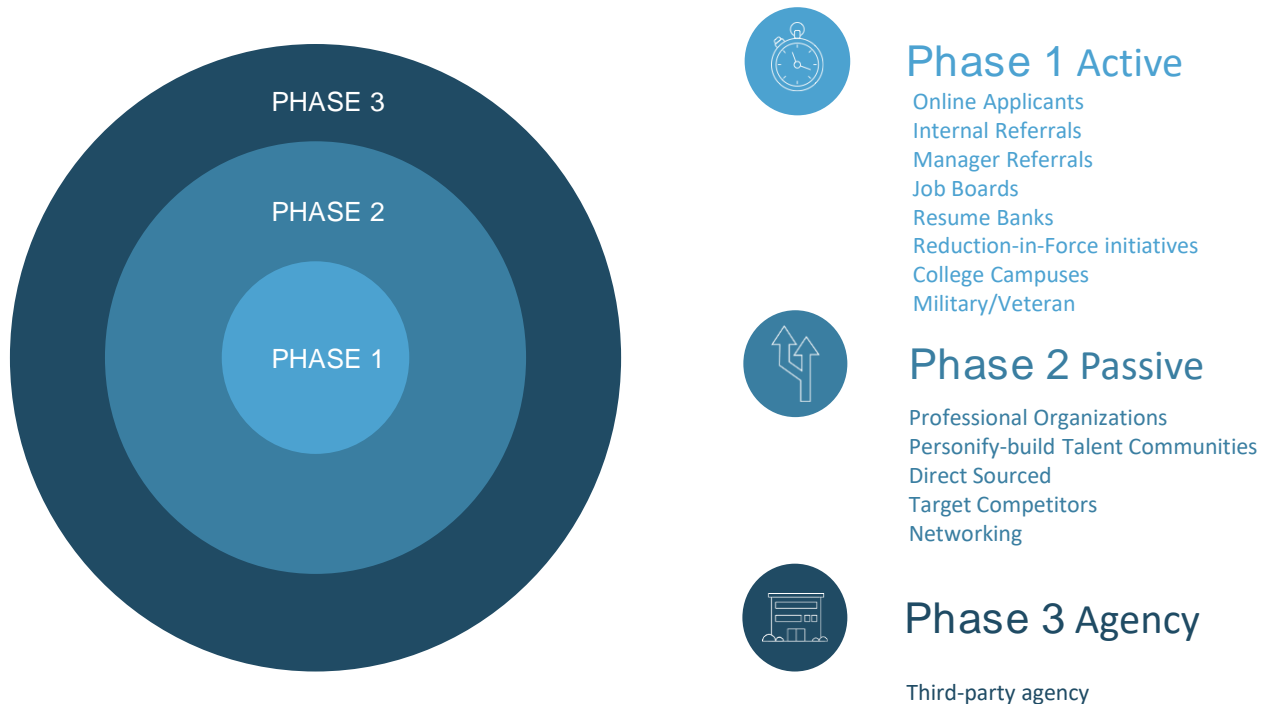 PHASE 3
PHASE 2
PHASE 1
Phase 1 Active
Online Applicants
Internal Referrals
Manager Referrals
Job Boards
Resume Banks
Reduction-in-Force initiatives
College Campuses
Military/Veteran
Phase 2 Passive
Professional Organizations
Personify-build Talent Communities
Direct Sourced
Target Competitors
Networking
Phase 3 Agency
Third-party agency